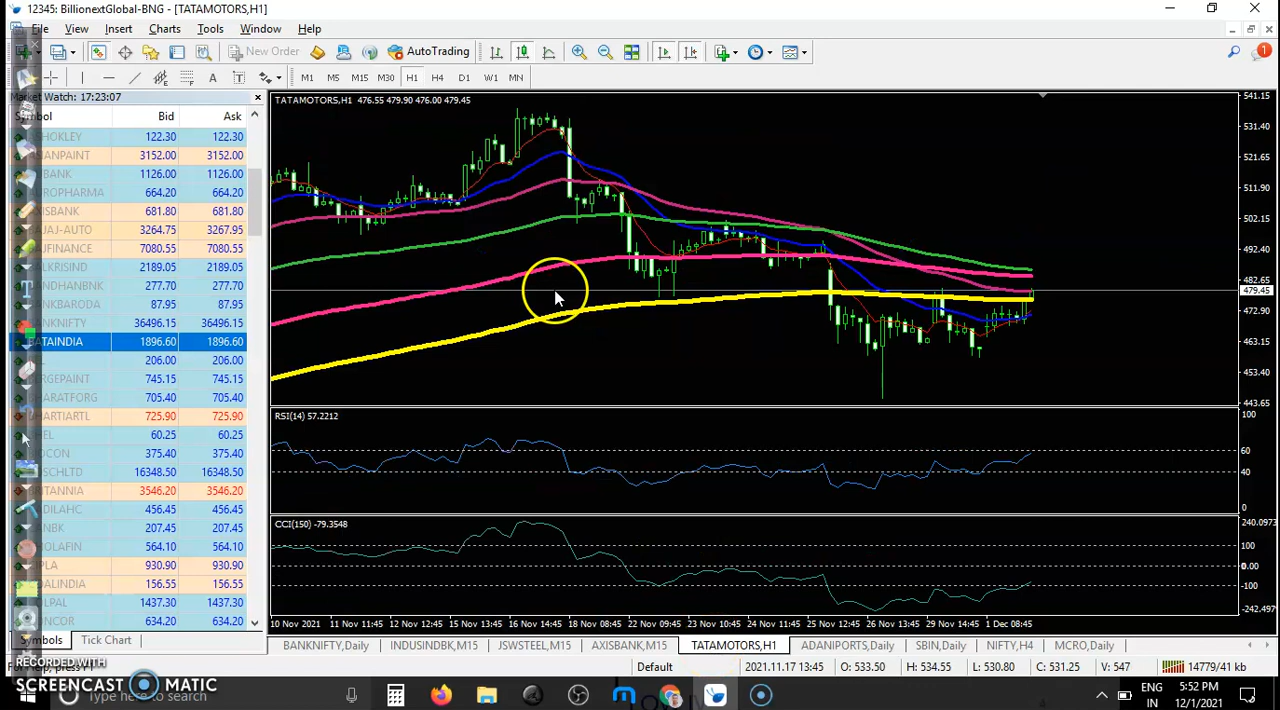 12345: BillionextGlobal-BNG - [TATAMOTORS,H1]
File View Insert Charts Tools Window Help
New Order AutoTrading
M1 M5 M15 M30 H1 H4 D1 W1 MN
Market Watch: 17:23:07
Symbol Bid Ask
122.30 122.30
3152.00 3152.00
1126.00 1126.00
664.20 664.20
681.80 681.80
BAJAJ-AUTO 3264.75 3267.95
7080.55 7080.55
2189.05 2189.05
277.70 277.70
87.95 87.95
36496.15 36496.15
BATAINDIA 1896.60 1896.60
206.00 206.00
745.15 745.15
705.40 705.40
725.90 725.90
60.25 60.25
375.40 375.40
16348.50 16348.50
BRITANNIA 3546.20 3546.20
456.45 456.45
207.45 207.45
564.10 564.10
930.90 930.90
156.55 156.55
1437.30 1437.30
634.20 634.20
Symbols Tick Chart
TATAMOTORS,H1 476.55 479.90 476.00 479.45
541.15
531.40
521.65
511.90
502.15
492.40
482.65
479.45
472.90
463.15
453.40
443.65
RSI(14) 57.2212
100
60
40
0
CCI(150) -79.3548
240.0973
100
0.00
-100
-242.497
10 Nov 2021 11 Nov 11:45 12 Nov 12:45 15 Nov 13:45 16 Nov 14:45 18 Nov 08:45 22 Nov 09:45 23 Nov 10:45 24 Nov 11:45 25 Nov 12:45 26 Nov 13:45 29 Nov 14:45 1 Dec 08:45
BANKNIFTY,Daily INDUSINDBK,M15 JSWSTEEL,M15 AXISBANK,M15 TATAMOTORS,H1 ADANIPORTS,Daily SBIN,Daily NIFTY,H4 MCRO,Daily
For Help, press F1 Default 2021.11.17 13:45 O: 533.50 H: 534.55 L: 530.80 C: 531.25 V: 547 14779/41 kb
RECORDED WITH
SCREENCAST MATIC
here to search
ENG
IN
5:52 PM
12/1/2021
1